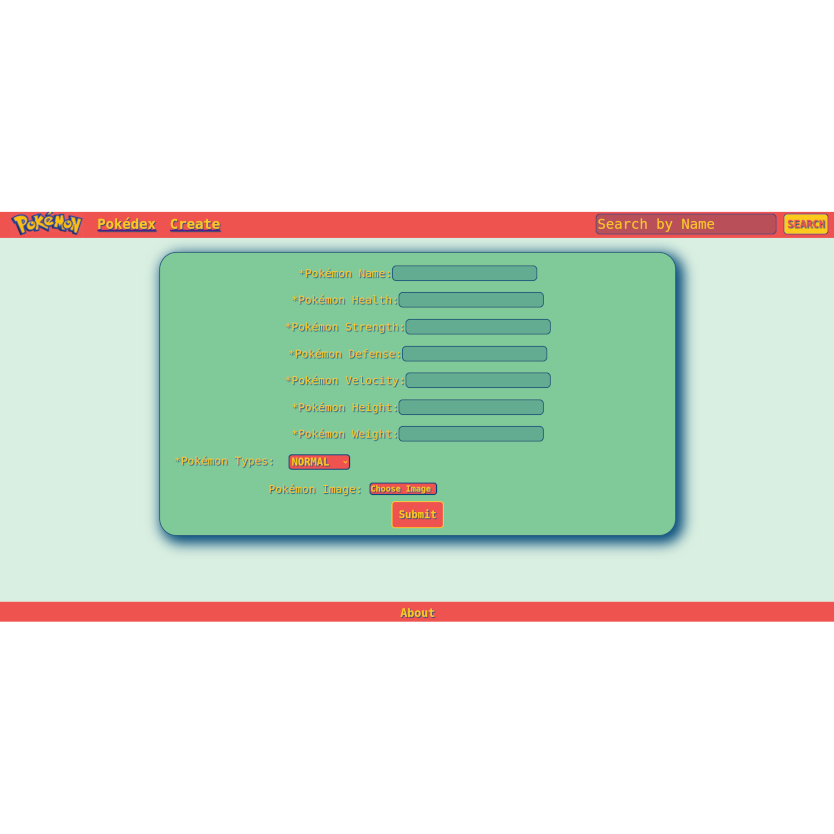 POKéMON Pokédex Create Search by Name SEARCH
*Pokémon Name:
*Pokémon Health:
*Pokémon Strength:
*Pokémon Defense:
*Pokémon Velocity:
*Pokémon Height:
*Pokémon Weight:
*Pokémon Types: NORMAL
Pokémon Image: Choose Image
Submit
About